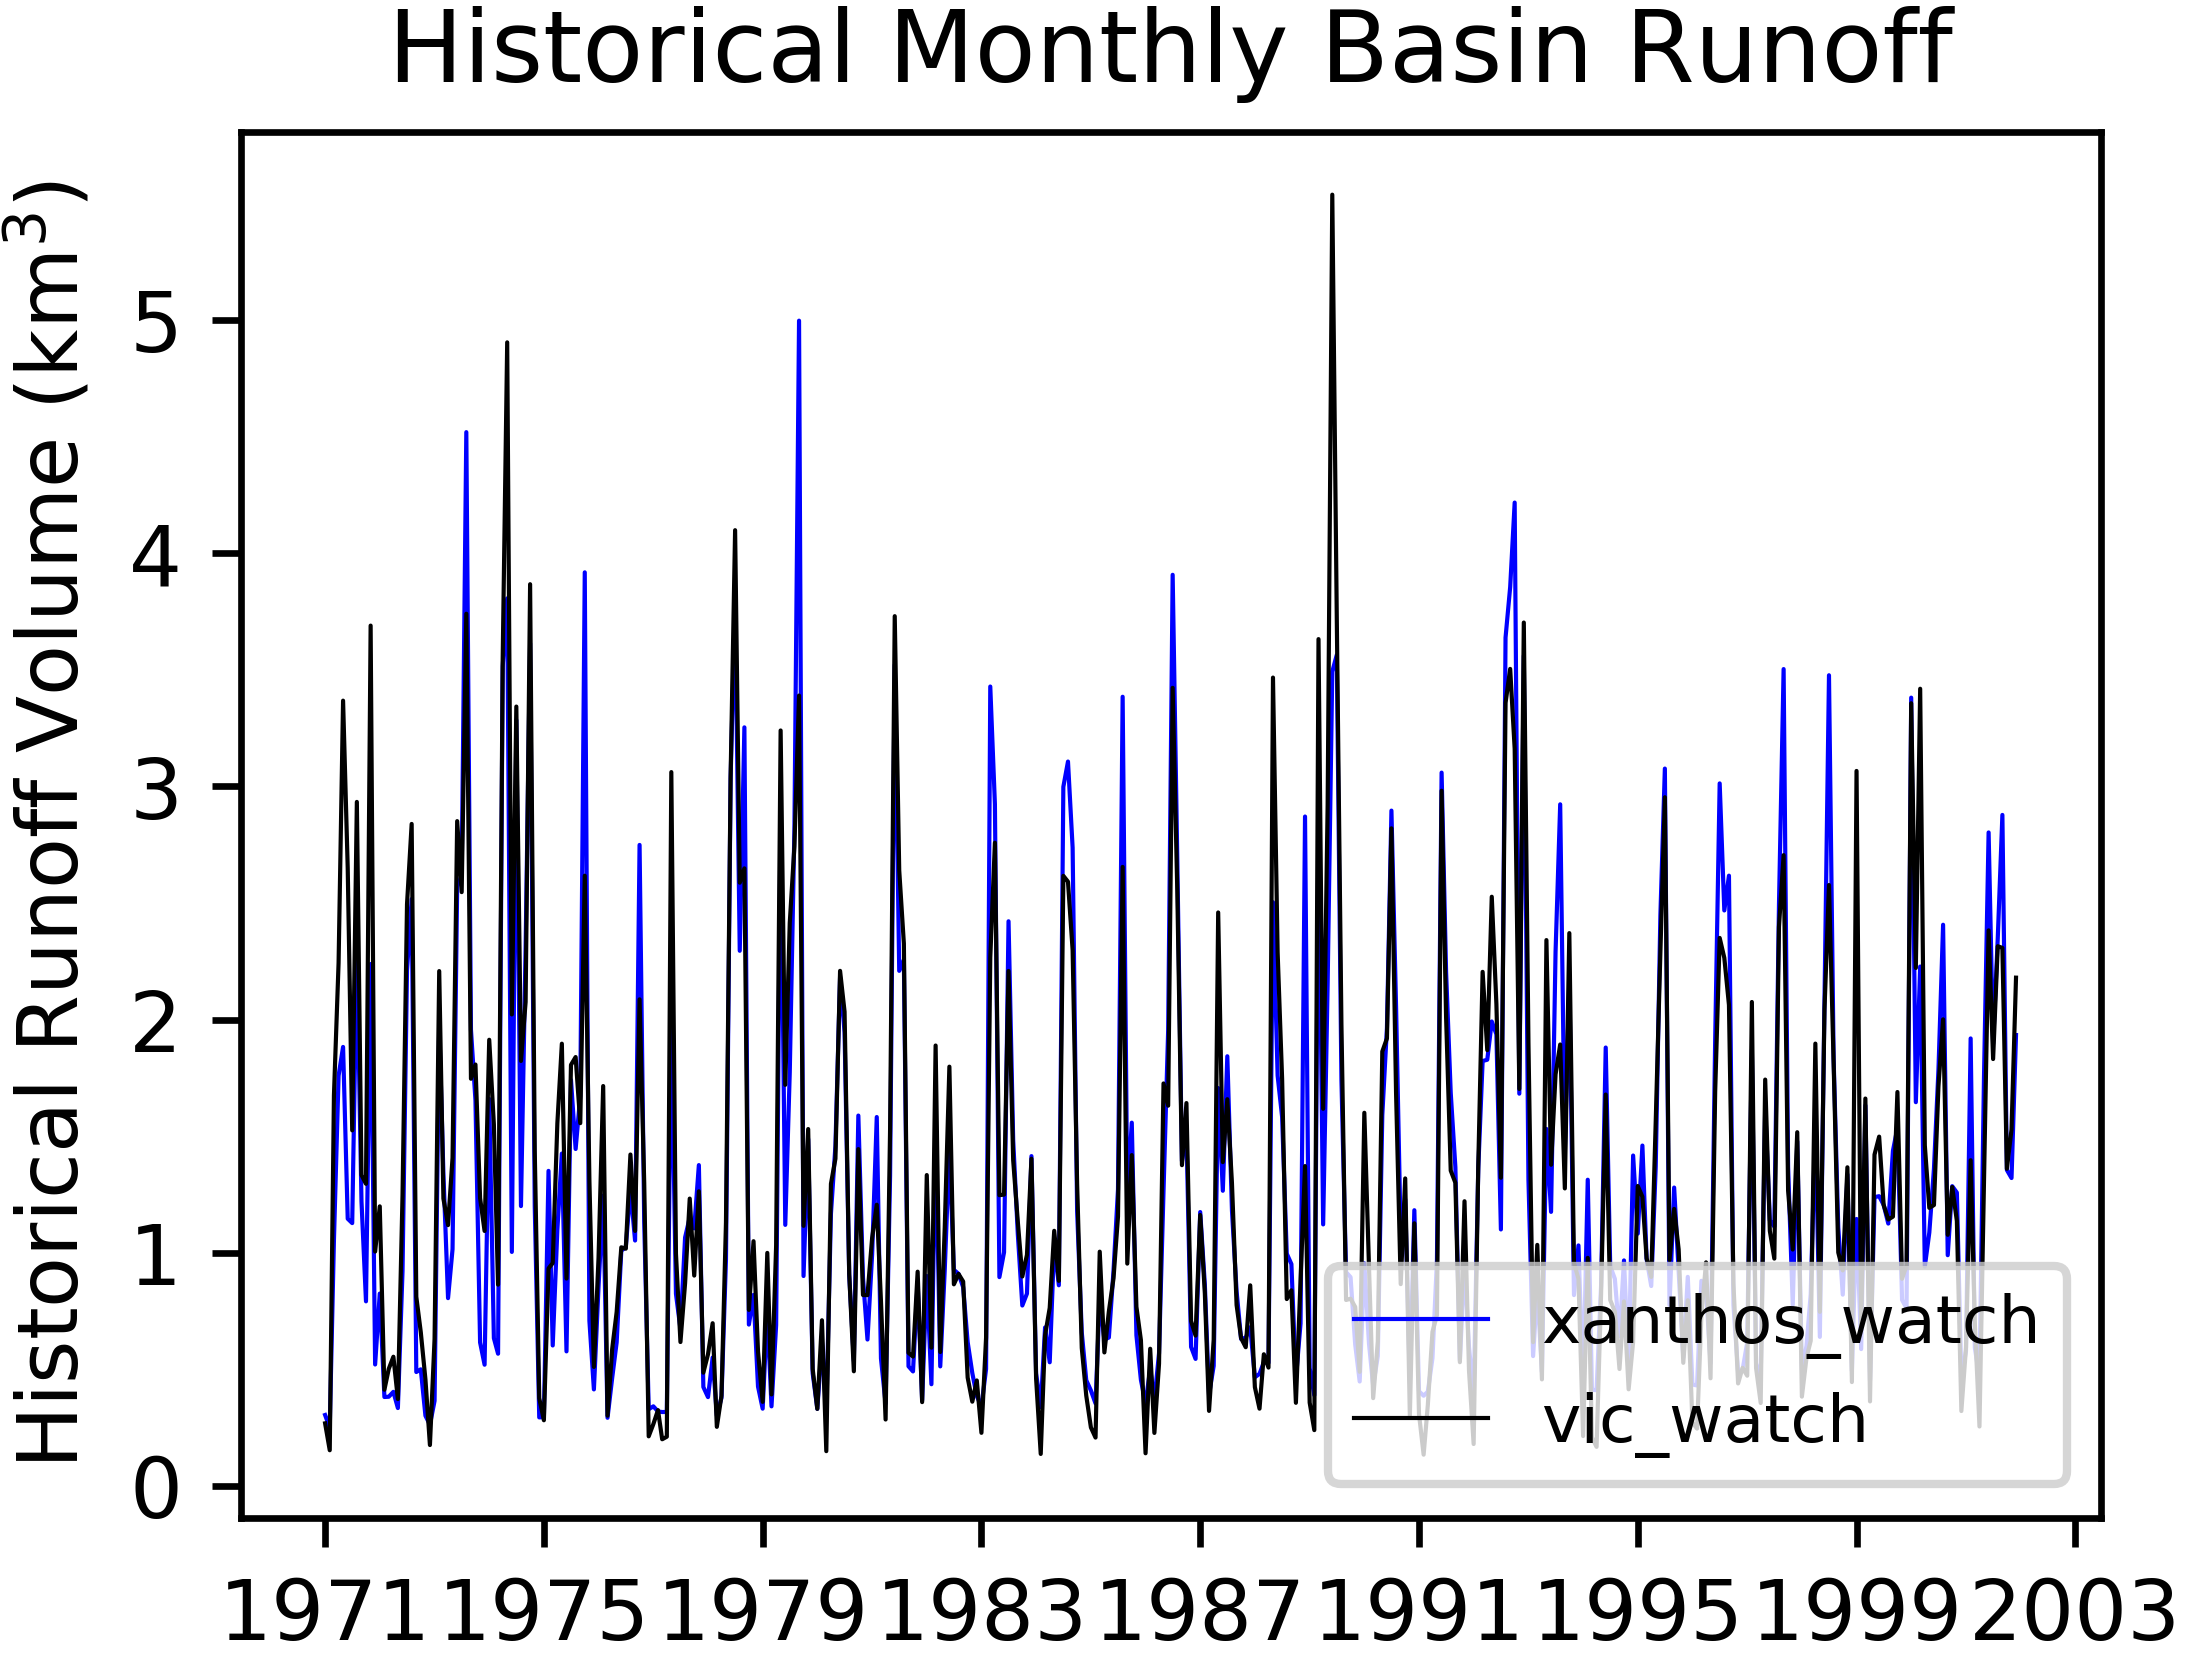 Historical Monthly Basin Runoff
Historical Runoff Volume (km³)
5
4
3
2
1
0
xanthos_watch
vic_watch
1971 1975 1979 1983 1987 1991 1995 1999 2003